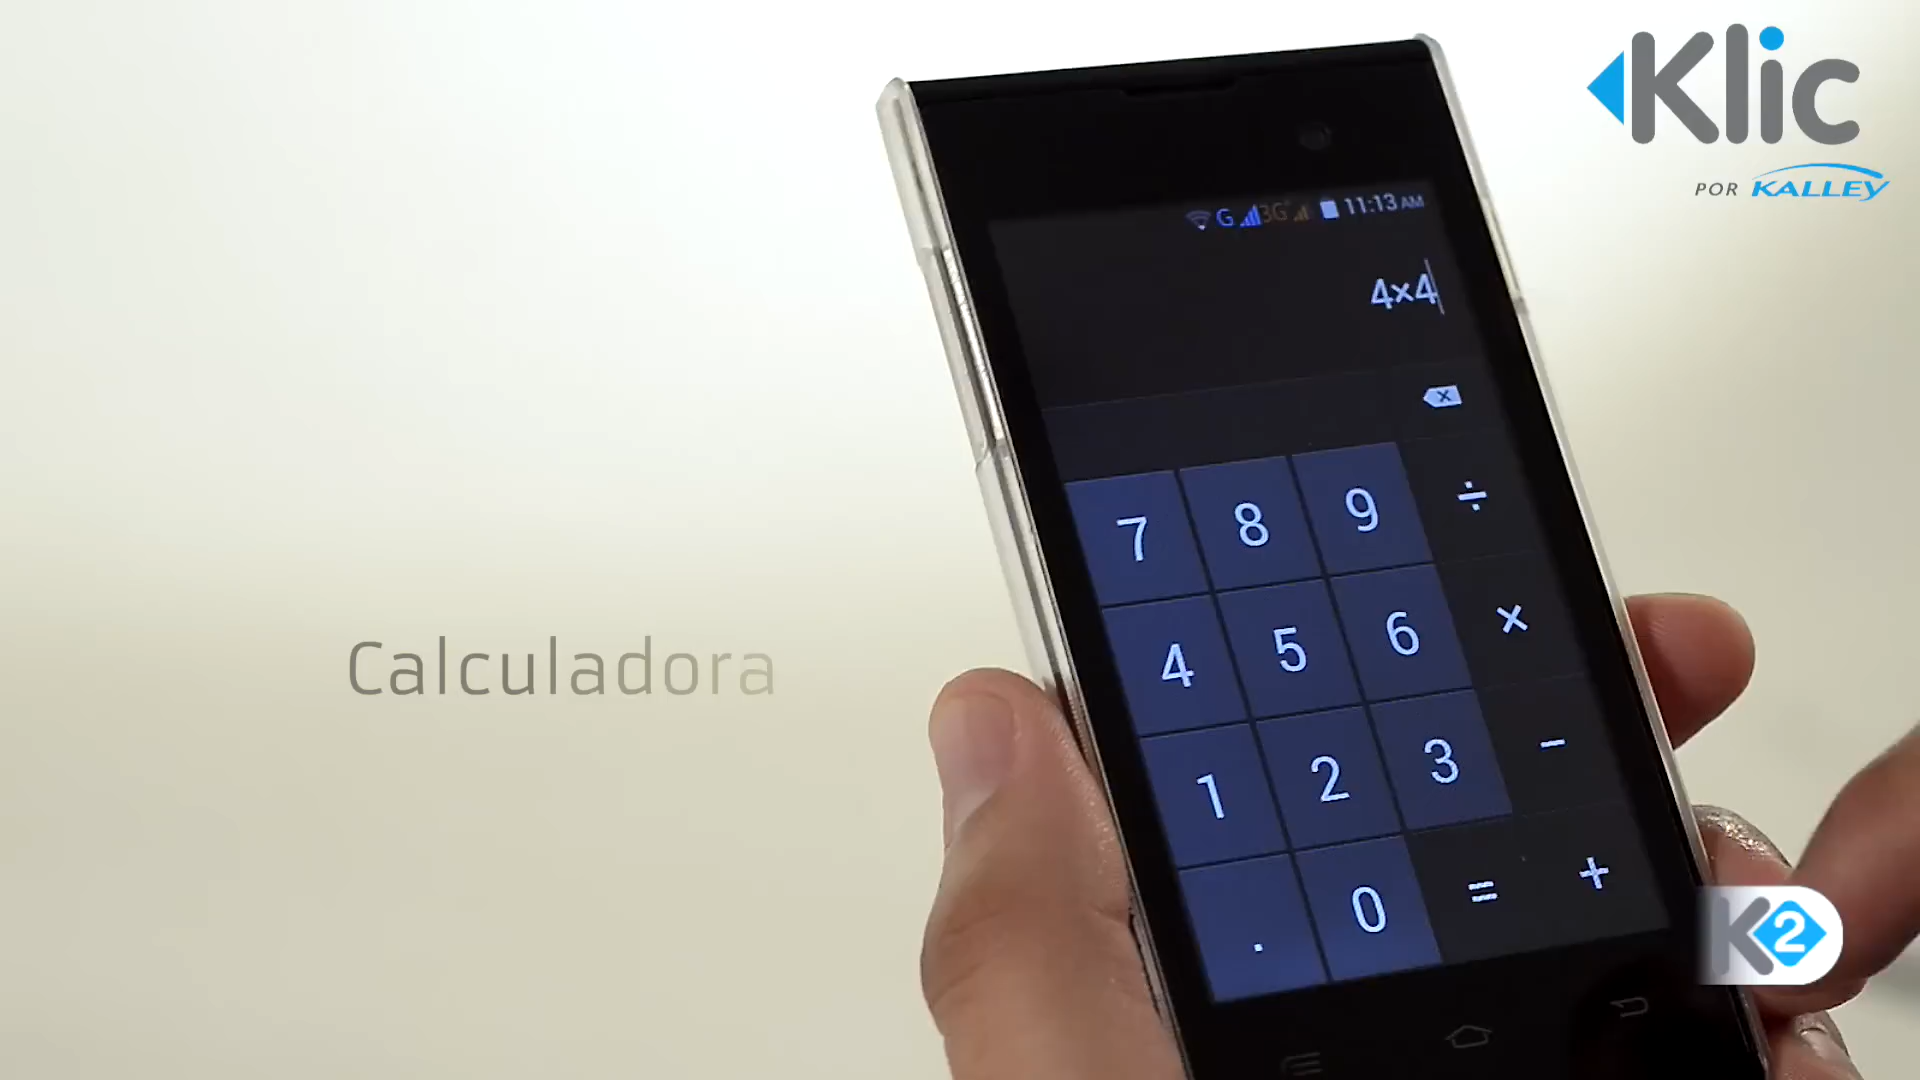 Klic
POR KALLEY
G 3G 11:13 AM
4×4
7 8 9 ÷
4 5 6 ×
1 2 3 −
. 0 = +
Calculadora
K2